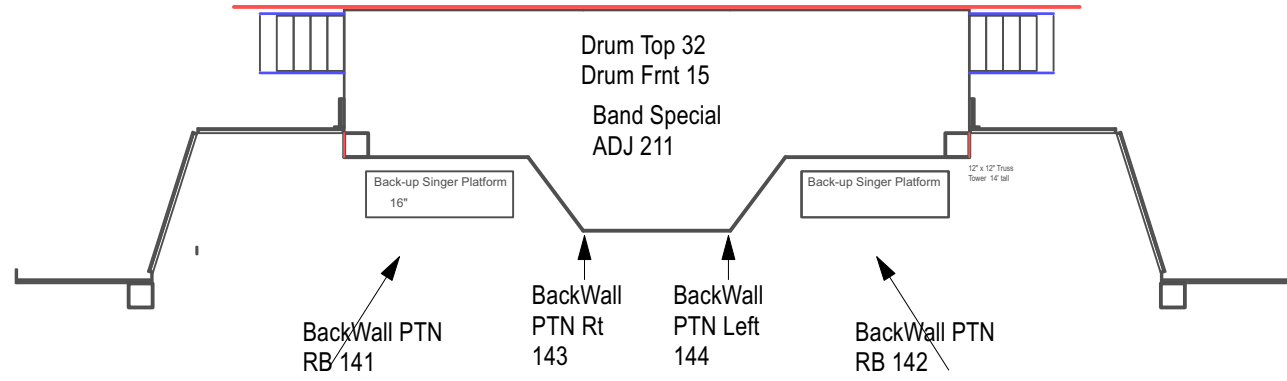 Drum Top 32
Drum Frnt 15
Band Special
ADJ 211
Back-up Singer Platform
16"
Back-up Singer Platform
12" x 12" Truss
Tower 14' tall
BackWall PTN
RB 141
BackWall
PTN Rt
143
BackWall
PTN Left
144
BackWall PTN
RB 142